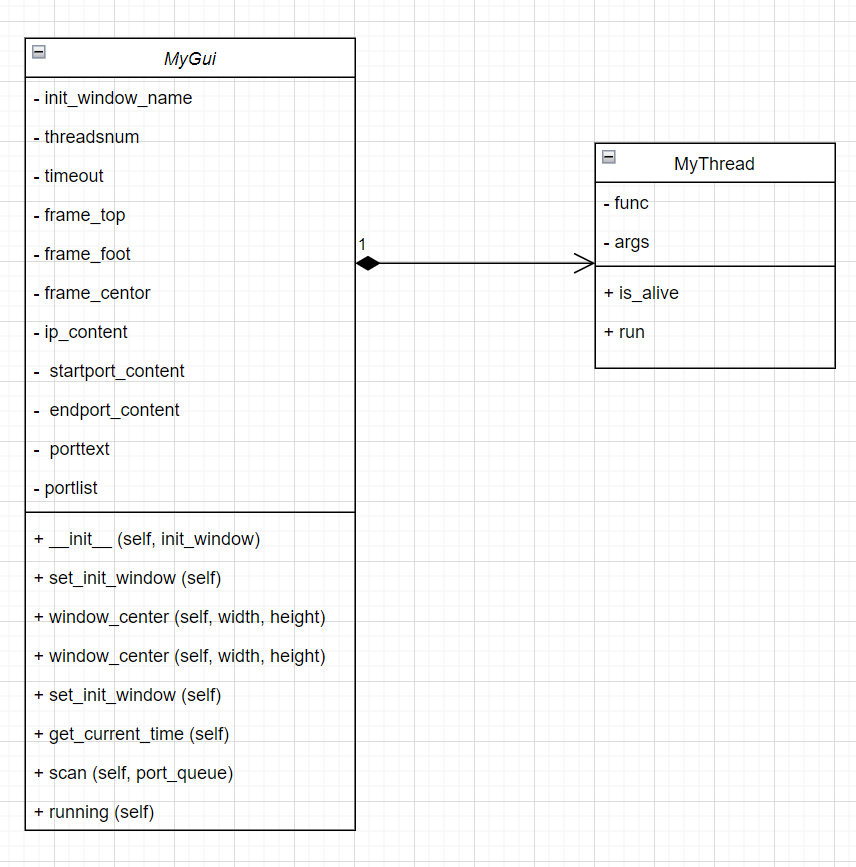 MyGui
- init_window_name
- threadsnum
- timeout
- frame_top
- frame_foot
- frame_centor
- ip_content
- startport_content
- endport_content
- porttext
- portlist
+ __init__ (self, init_window)
+ set_init_window (self)
+ window_center (self, width, height)
+ window_center (self, width, height)
+ set_init_window (self)
+ get_current_time (self)
+ scan (self, port_queue)
+ running (self)
1
MyThread
- func
- args
+ is_alive
+ run